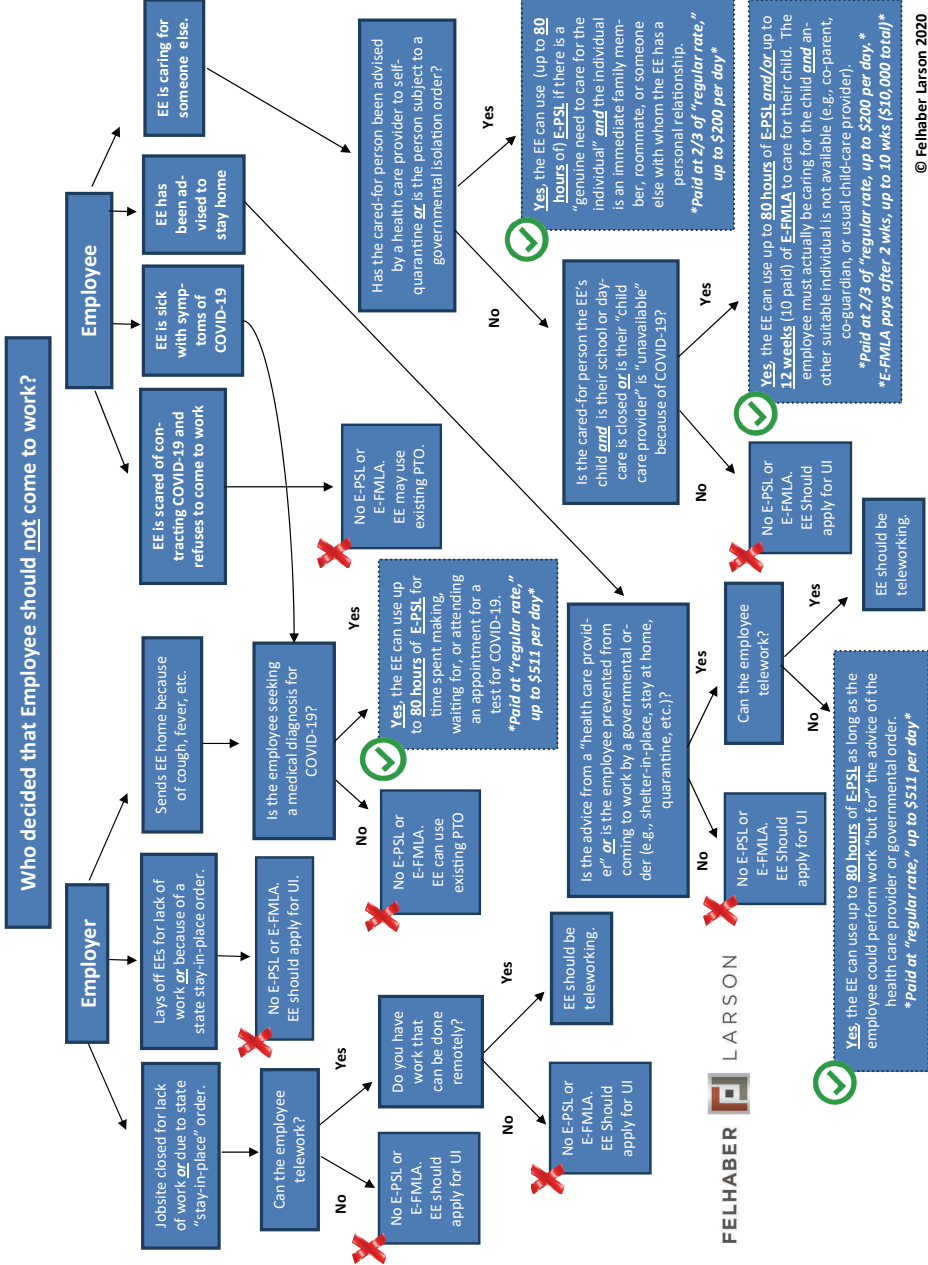 Who decided that Employee should not come to work?
Employer
Employee
Jobsite closed for lack
of work or due to state
“stay-in-place” order.
Lays off EEs for lack of
work or because of a
state stay-in-place order.
Sends EE home because
of cough, fever, etc.
EE is scared of con-
tracting COVID-19 and
refuses to come to work
EE is sick
with symp-
toms of
COVID-19
EE has
been ad-
vised to
stay home
EE is caring for
someone else.
Can the employee
telework?
No E-PSL or E-FMLA.
EE should apply for UI.
Is the employee seeking
a medical diagnosis for
COVID-19?
No E-PSL or
E-FMLA.
EE may use
existing PTO.
Has the cared-for person been advised
by a health care provider to self-
quarantine or is the person subject to a
governmental isolation order?
No
Yes
No
Yes
No
Yes
No E-PSL or
E-FMLA.
EE should
apply for UI
Do you have
work that
can be done
remotely?
No E-PSL or
E-FMLA.
EE can use
existing PTO
Yes, the EE can use up
to 80 hours of E-PSL for
time spent making,
waiting for, or attending
an appointment for a
test for COVID-19.
*Paid at “regular rate,”
up to $511 per day*
Yes, the EE can use (up to 80
hours of) E-PSL if there is a
“genuine need to care for the
individual” and the individual
is an immediate family mem-
ber, roommate, or someone
else with whom the EE has a
personal relationship.
*Paid at 2/3 of “regular rate,”
up to $200 per day*
No
Yes
No E-PSL or
E-FMLA.
EE Should
apply for UI
EE should be
teleworking.
Is the advice from a “health care provid-
er” or is the employee prevented from
coming to work by a governmental or-
der (e.g., shelter-in-place, stay at home,
quarantine, etc.)?
Is the cared-for person the EE’s
child and is their school or day-
care is closed or is their “child
care provider” is “unavailable”
because of COVID-19?
No
Yes
No
Yes
No E-PSL or
E-FMLA.
EE Should
apply for UI
Can the employee
telework?
No E-PSL or
E-FMLA.
EE Should
apply for UI
Yes, the EE can use up to 80 hours of E-PSL and/or up to
12 weeks (10 paid) of E-FMLA to care for their child. The
employee must actually be caring for the child and an-
other suitable individual is not available (e.g., co-parent,
co-guardian, or usual child-care provider).
*Paid at 2/3 of “regular rate, up to $200 per day.*
*E-FMLA pays after 2 wks, up to 10 wks ($10,000 total)*
No
Yes
Yes, the EE can use up to 80 hours of E-PSL as long as the
employee could perform work “but for” the advice of the
health care provider or governmental order.
*Paid at “regular rate,” up to $511 per day*
EE should be
teleworking.
FELHABER LARSON
© Felhaber Larson 2020